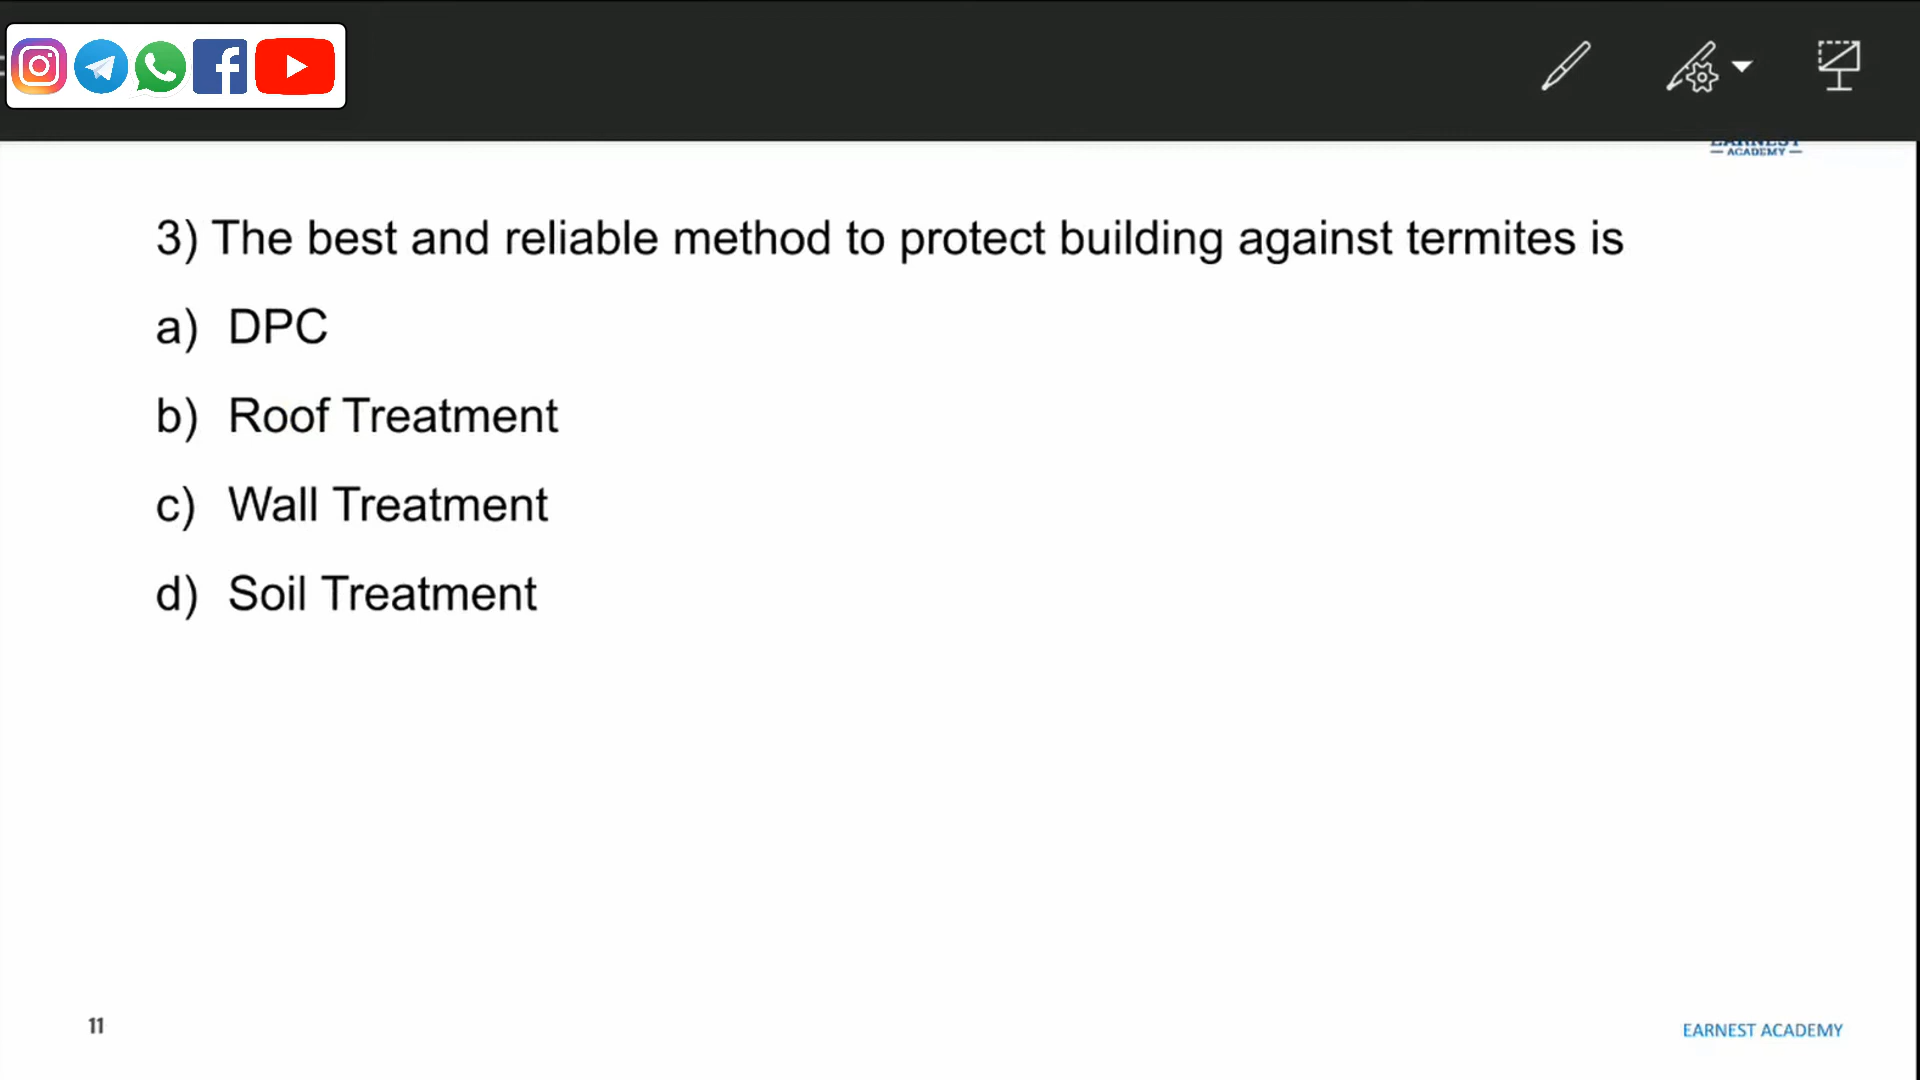 ACADEMY
3) The best and reliable method to protect building against termites is
a) DPC
b) Roof Treatment
c) Wall Treatment
d) Soil Treatment
11
EARNEST ACADEMY